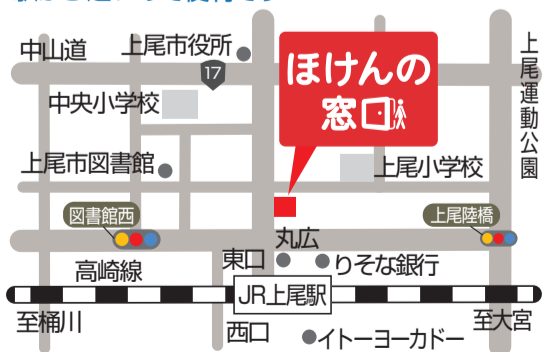 中山道
上尾市役所
17
ほけんの
窓口
上尾運動公園
中央小学校
上尾市図書館
上尾小学校
図書館西
上尾陸橋
丸広
東口
りそな銀行
高崎線
JR上尾駅
至桶川
西口
イトーヨーカドー
至大宮